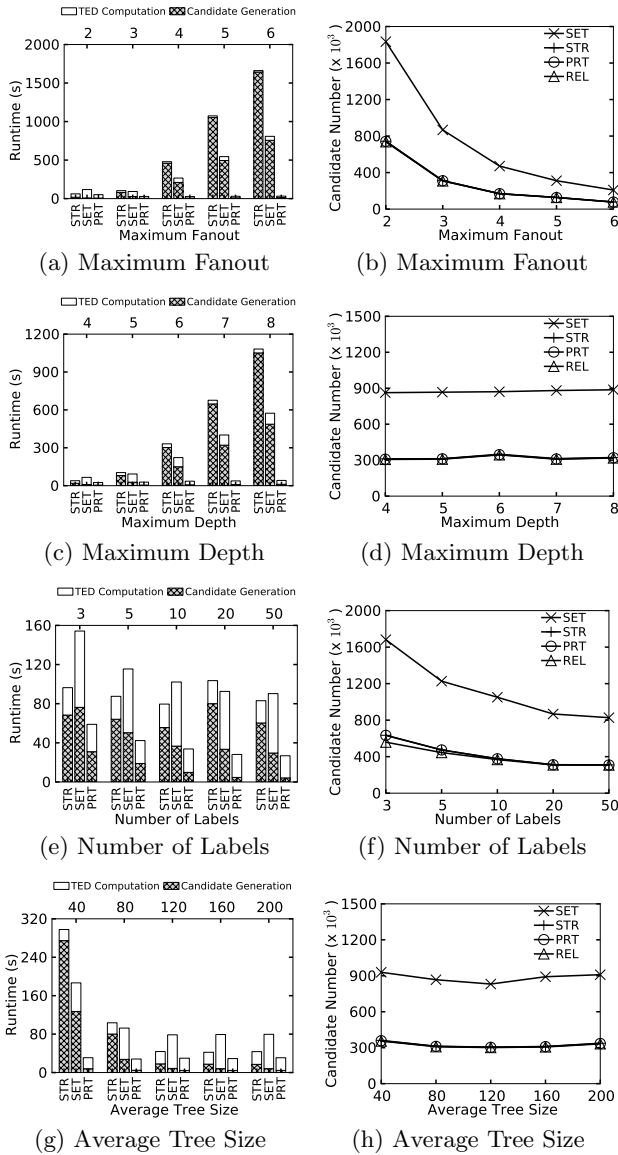 TED Computation Candidate Generation
2 3 4 5 6
2000
1500
1000
500
0
Runtime (s)
STR SET PRT STR SET PRT STR SET PRT STR SET PRT STR SET PRT
Maximum Fanout
(a) Maximum Fanout
2000
1600
1200
800
400
0
Candidate Number (x 10³ )
SET
STR
PRT
REL
2 3 4 5 6
Maximum Fanout
(b) Maximum Fanout
TED Computation Candidate Generation
4 5 6 7 8
1200
900
600
300
0
Runtime (s)
STR SET PRT STR SET PRT STR SET PRT STR SET PRT STR SET PRT
Maximum Depth
(c) Maximum Depth
1500
1200
900
600
300
0
Candidate Number (x 10³ )
SET
STR
PRT
REL
4 5 6 7 8
Maximum Depth
(d) Maximum Depth
TED Computation Candidate Generation
3 5 10 20 50
160
120
80
40
0
Runtime (s)
STR SET PRT STR SET PRT STR SET PRT STR SET PRT STR SET PRT
Number of Labels
(e) Number of Labels
2000
1600
1200
800
400
0
Candidate Number (x 10³ )
SET
STR
PRT
REL
3 5 10 20 50
Number of Labels
(f) Number of Labels
TED Computation Candidate Generation
40 80 120 160 200
320
240
160
80
0
Runtime (s)
STR SET PRT STR SET PRT STR SET PRT STR SET PRT STR SET PRT
Average Tree Size
(g) Average Tree Size
1500
1200
900
600
300
0
Candidate Number (x 10³ )
SET
STR
PRT
REL
40 80 120 160 200
Average Tree Size
(h) Average Tree Size